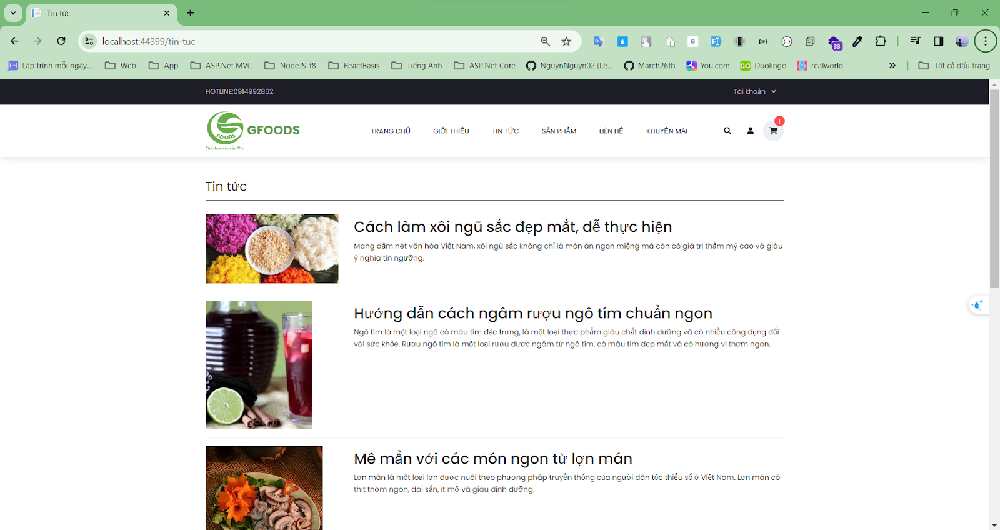 Tin tức
localhost:44399/tin-tuc
33
Lập trình mỗi ngày... Web App ASP.Net MVC NodeJS_f8 ReactBasis Tiếng Anh ASP.Net Core NguynNguyn02 (Lê... March26th You.com Duolingo realworld » Tất cả dấu trang
HOTLINE:0914992862 Tài khoản
FOODS
Tinh hoa đặc sản Việt
GFOODS
TRANG CHỦ GIỚI THIỆU TIN TỨC SẢN PHẨM LIÊN HỆ KHUYẾN MẠI 1
Tin tức
Cách làm xôi ngũ sắc đẹp mắt, dễ thực hiện
Mang đậm nét văn hóa Việt Nam, xôi ngũ sắc không chỉ là món ăn ngon miệng mà còn có giá trị thẩm mỹ cao và giàu
ý nghĩa tín ngưỡng.
Hướng dẫn cách ngâm rượu ngô tím chuẩn ngon
Ngô tím là một loại ngô có màu tím đặc trưng, là một loại thực phẩm giàu chất dinh dưỡng và có nhiều công dụng đối
với sức khỏe. Rượu ngô tím là một loại rượu được ngâm từ ngô tím, có màu tím đẹp mắt và có hương vị thơm ngon.
Mê mẩn với các món ngon từ lợn mán
Lợn mán là một loại lợn được nuôi theo phương pháp truyền thống của người dân tộc thiểu số ở Việt Nam. Lợn mán có
thịt thơm ngon, dai sần, ít mỡ và giàu dinh dưỡng.